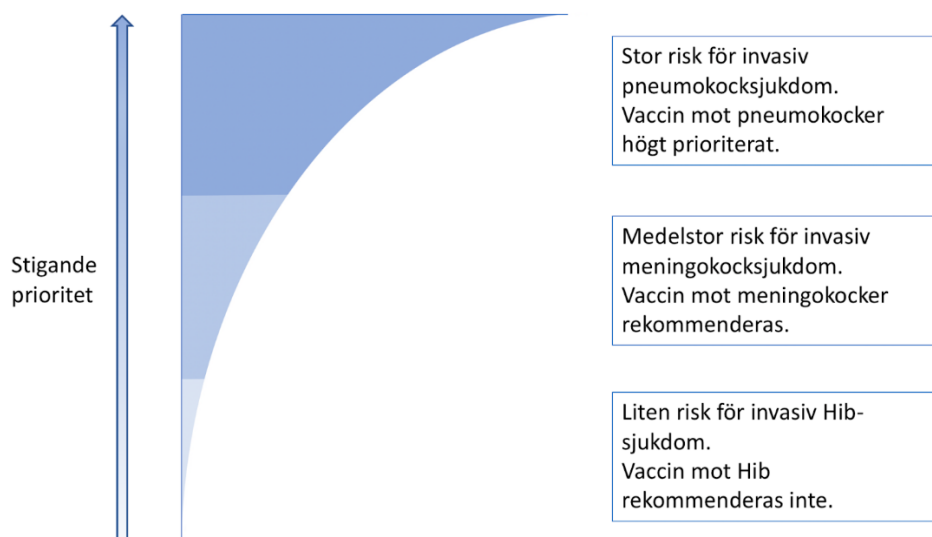 Stigande
prioritet
Stor risk för invasiv
pneumokocksjukdom.
Vaccin mot pneumokocker
högt prioriterat.
Medelstor risk för invasiv
meningokocksjukdom.
Vaccin mot meningokocker
rekommenderas.
Liten risk för invasiv Hib-
sjukdom.
Vaccin mot Hib
rekommenderas inte.